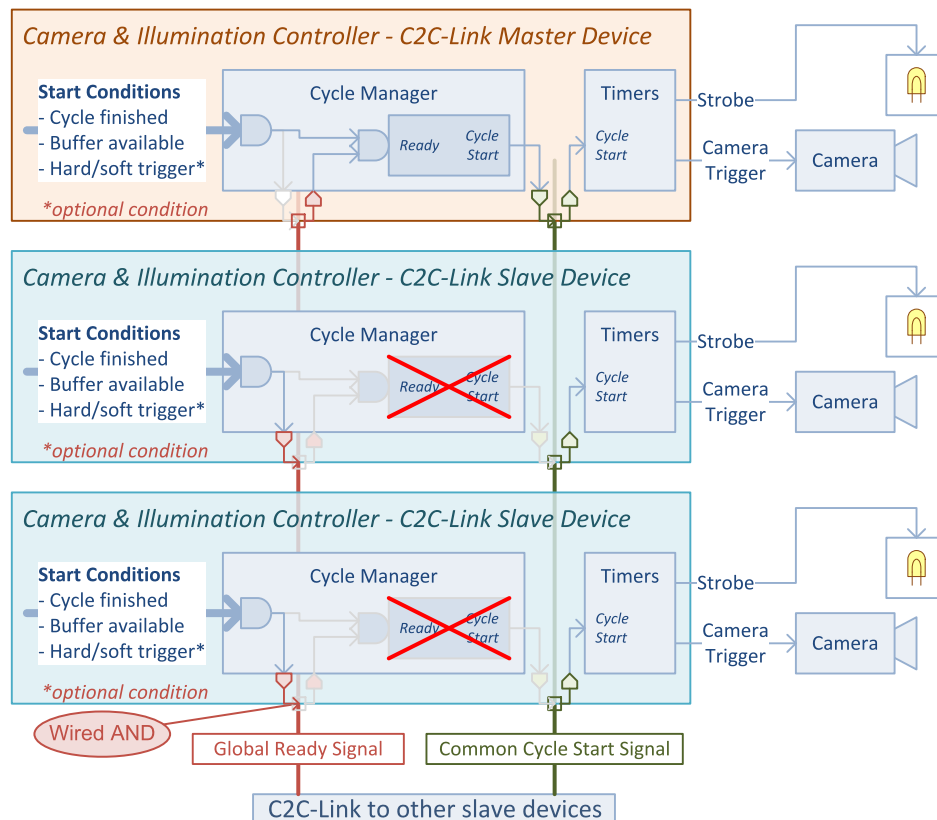 Camera & Illumination Controller - C2C-Link Master Device
Start Conditions
- Cycle finished
- Buffer available
- Hard/soft trigger*
*optional condition
Cycle Manager
Ready
Cycle
Start
Timers
Cycle
Start
Strobe
Camera
Trigger
Camera
Camera & Illumination Controller - C2C-Link Slave Device
Start Conditions
- Cycle finished
- Buffer available
- Hard/soft trigger*
*optional condition
Cycle Manager
Ready
Cycle
Start
Timers
Cycle
Start
Strobe
Camera
Trigger
Camera
Camera & Illumination Controller - C2C-Link Slave Device
Start Conditions
- Cycle finished
- Buffer available
- Hard/soft trigger*
*optional condition
Cycle Manager
Ready
Cycle
Start
Timers
Cycle
Start
Strobe
Camera
Trigger
Camera
Wired AND
Global Ready Signal
Common Cycle Start Signal
C2C-Link to other slave devices